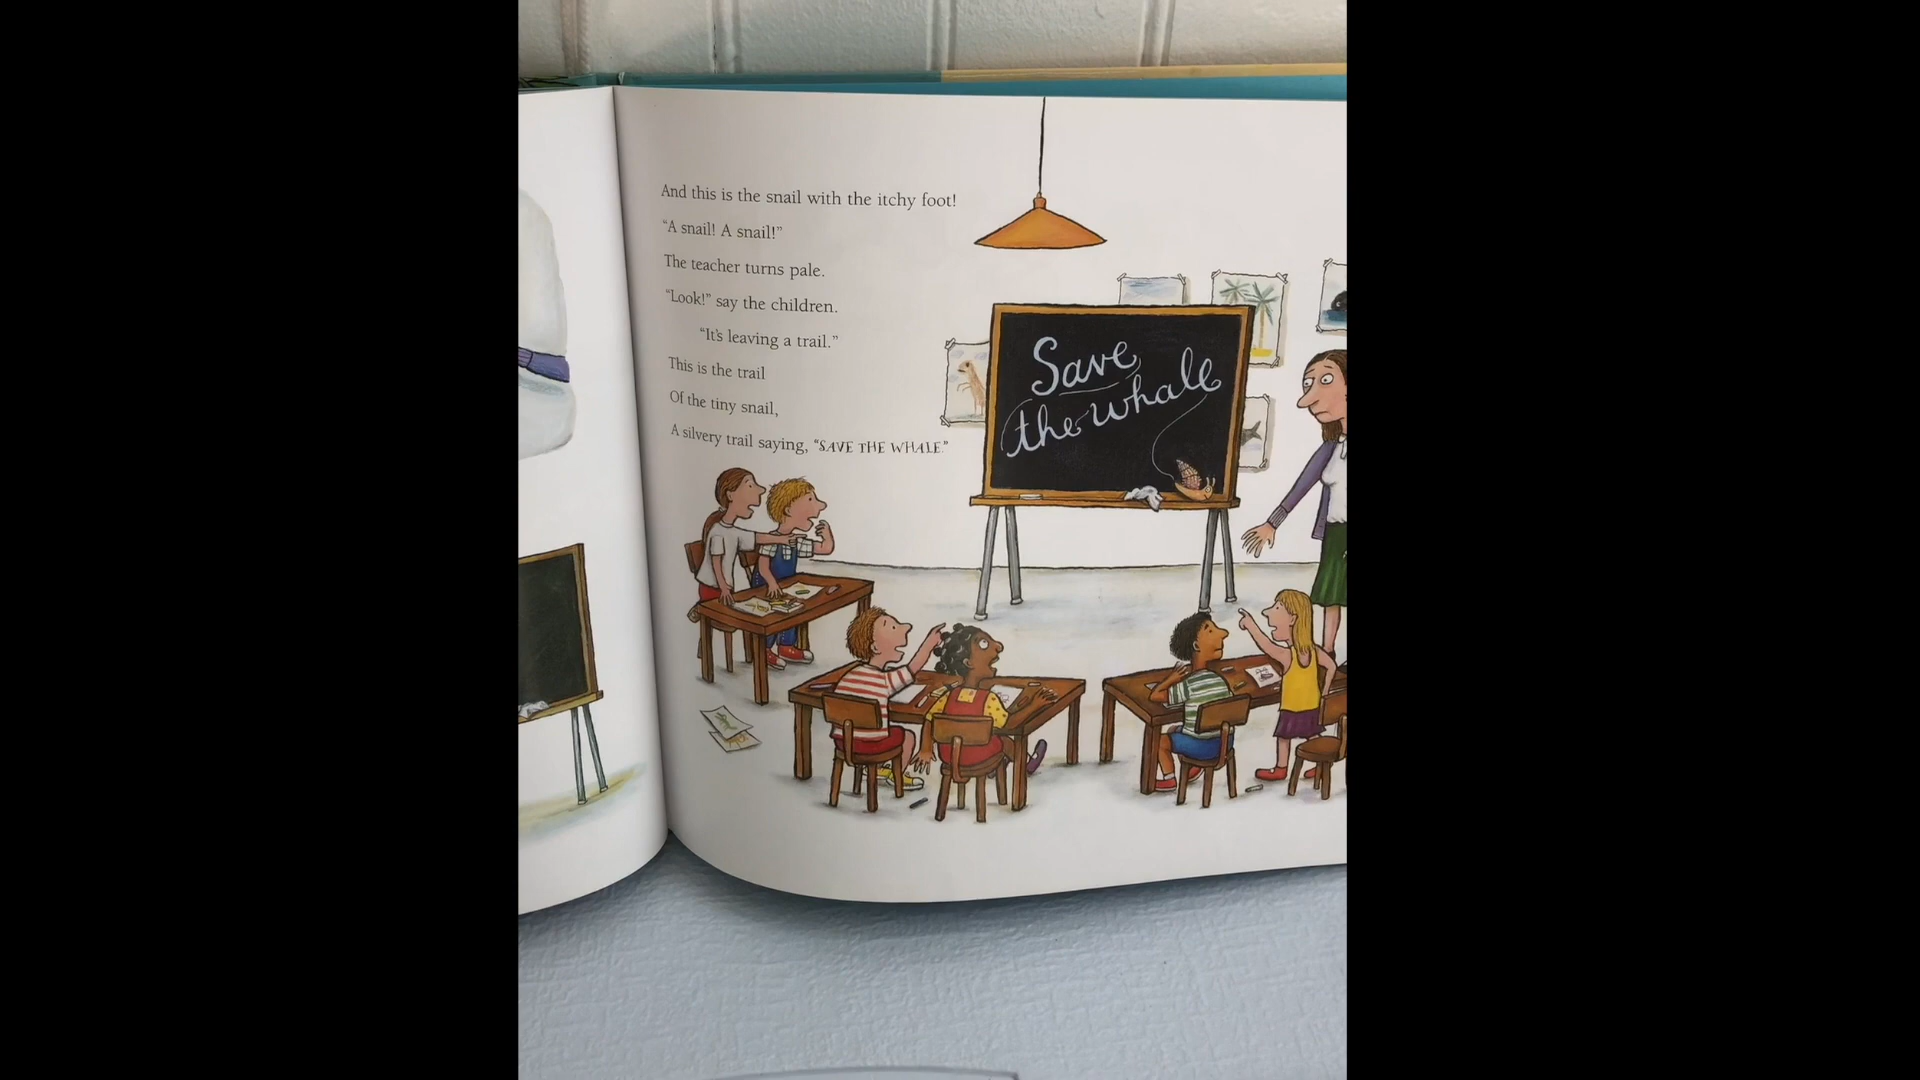 And this is the snail with the itchy foot!
“A snail! A snail!”
The teacher turns pale.
“Look!” say the children.
“It’s leaving a trail.”
This is the trail
Of the tiny snail,
A silvery trail saying, “SAVE THE WHALE.”
Save
the whale